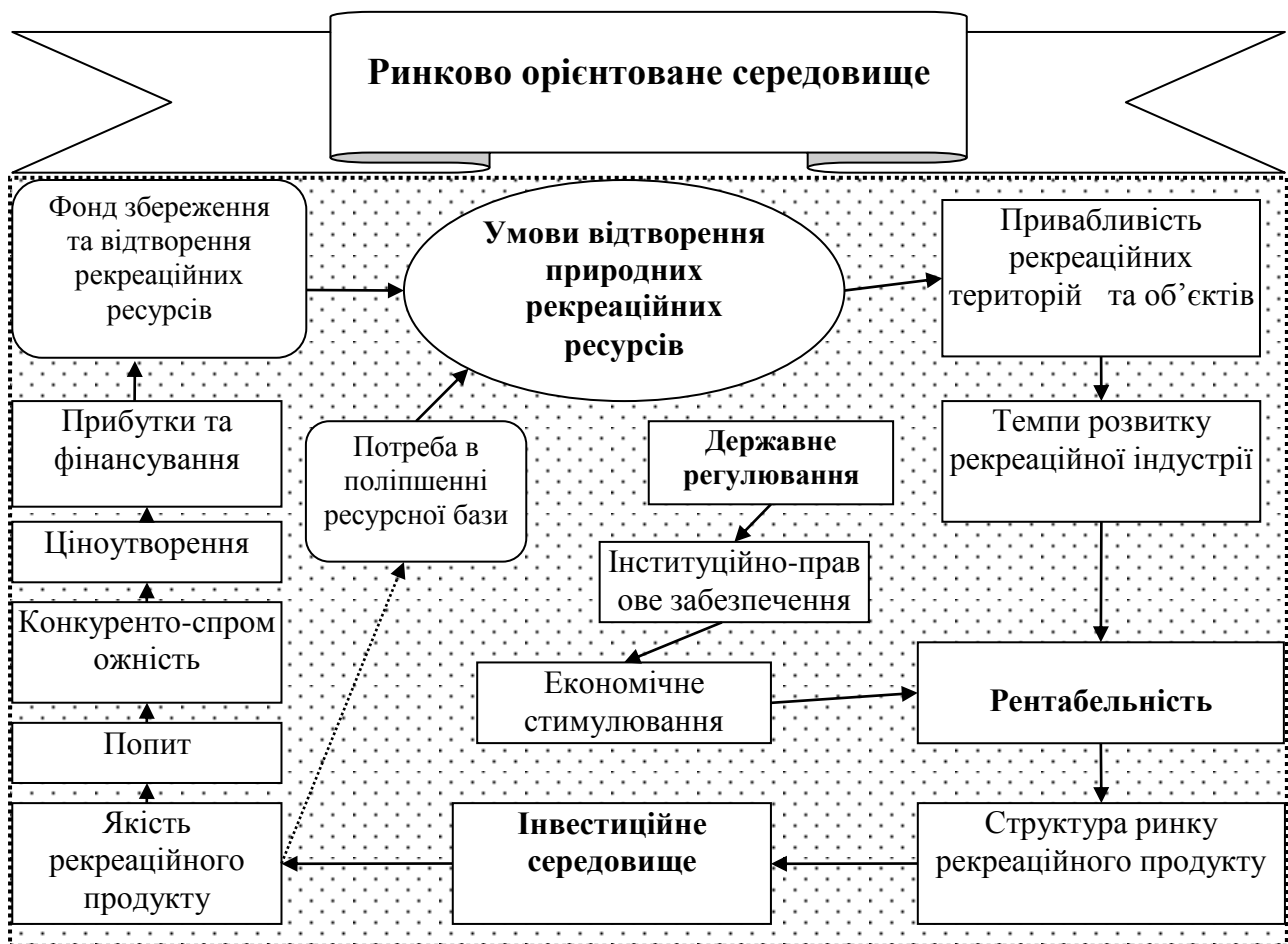 Ринково орієнтоване середовище
Фонд збереження
та відтворення
рекреаційних
ресурсів
Умови відтворення
природних
рекреаційних
ресурсів
Привабливість
рекреаційних
територій та об’єктів
Прибутки та
фінансування
Потреба в
поліпшенні
ресурсної бази
Державне
регулювання
Темпи розвитку
рекреаційної індустрії
Ціноутворення
Інституційно-прав
ове забезпечення
Конкуренто-спром
ожність
Економічне
стимулювання
Рентабельність
Попит
Якість
рекреаційного
продукту
Інвестиційне
середовище
Структура ринку
рекреаційного продукту